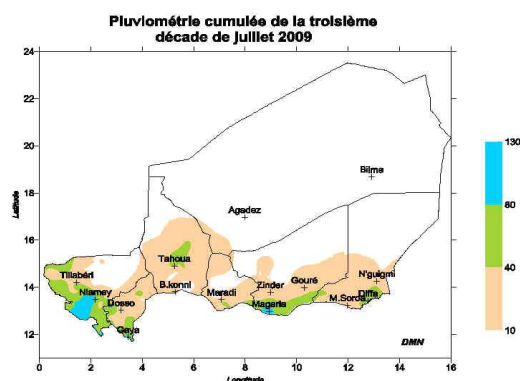 Pluviométrie cumulée de la troisième
décade de juillet 2009
24
22
20
18
16
14
12
Latitude
Bilma
Agadez
Tahoua
Tillabéri
B.konni
Niamey
Dosso
Gaya
Maradi
Zinder
Magaria
Gouré
N'guigmi
M.Soroa
Diffa
DMN
0 2 4 6 8 10 12 14 16
Longitude
130
80
40
10